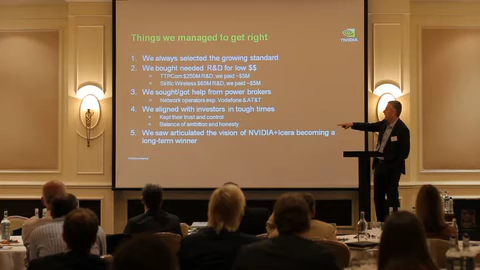 Things we managed to get right
NVIDIA
1. We always selected the growing standard
2. We bought needed R&D for low $$
» TTPCom $250M R&D, we paid ~$5M
» Stilific Wireless $65M R&D, we paid ~$5M
3. We sought/got help from power brokers
» Network operators esp. Vodafone & AT&T
4. We aligned with investors in tough times
» Kept their trust and control
» Balance of ambition and honesty
5. We saw articulated the vision of NVIDIA+Icera becoming a
long-term winner